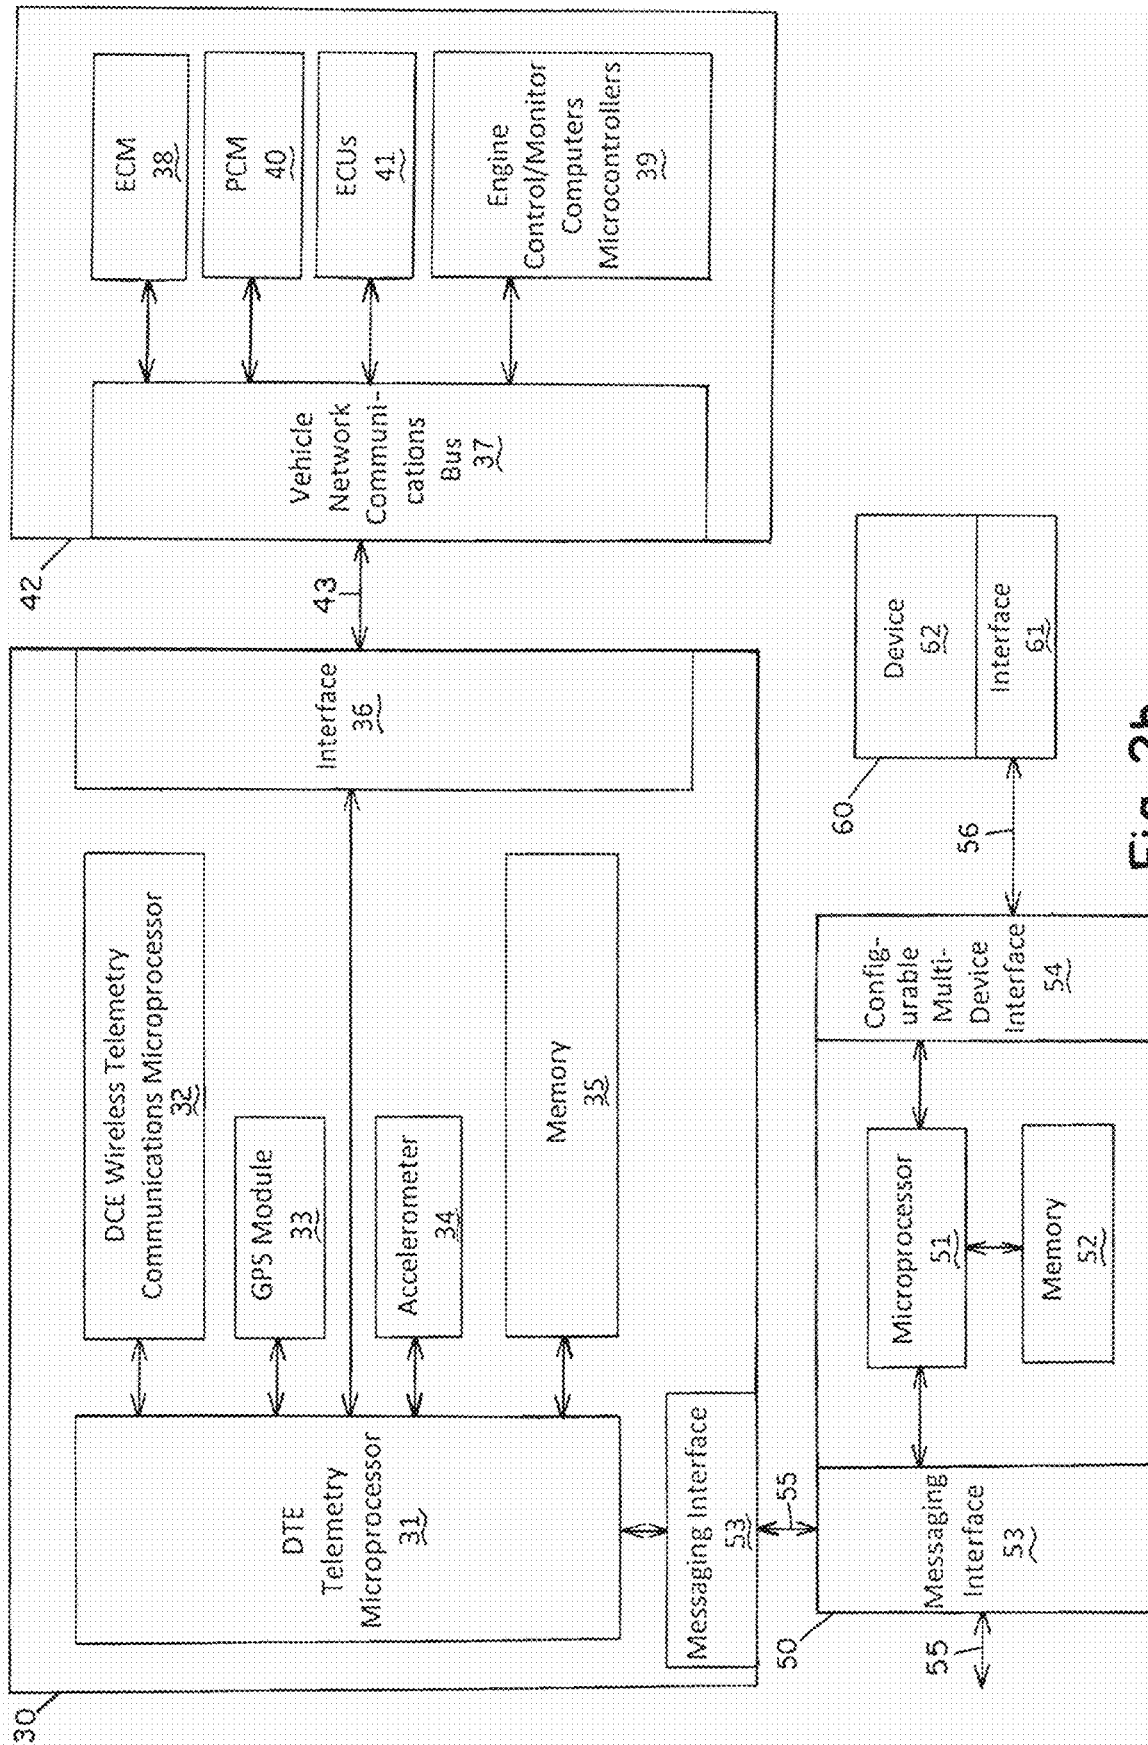 30
DTE
Telemetry
Microprocessor
31
DCE Wireless Telemetry
Communications Microprocessor
32
GPS Module
33
Accelerometer
34
Memory
35
Interface
36
Messaging Interface
53
43
42
Vehicle
Network
Communi-
cations
Bus
37
ECM
38
PCM
40
ECUs
41
Engine
Control/Monitor
Computers
Microcontrollers
39
55
50
55
Messaging
Interface
53
Microprocessor
51
Memory
52
Config-
urable
Multi-
Device
Interface
54
56
60
Device
62
Interface
61
Fig. 2b